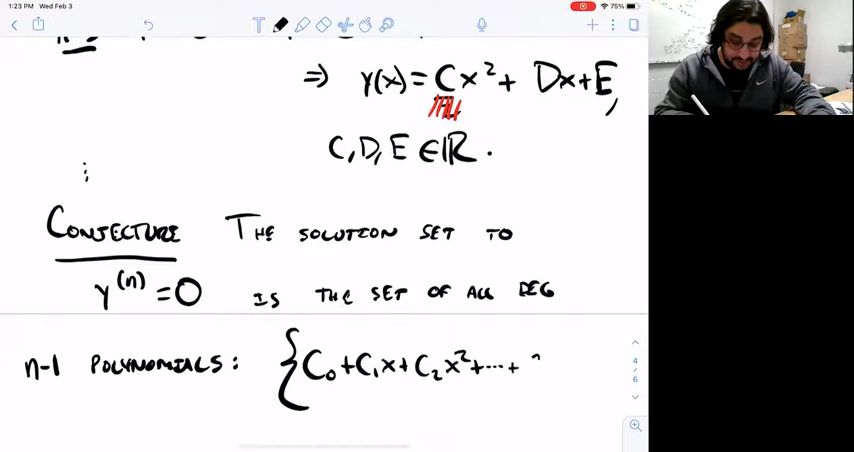 1:23 PM Wed Feb 3
75%
⇒ y(x) = Cx² + Dx + E,
C, D, E ∈ ℝ.
⋮
CONJECTURE THE SOLUTION SET TO
y⁽ⁿ⁾ = 0 IS THE SET OF ALL DEG
n-1 POLYNOMIALS: { C₀ + C₁x + C₂x² + ⋯ +
4
/
6